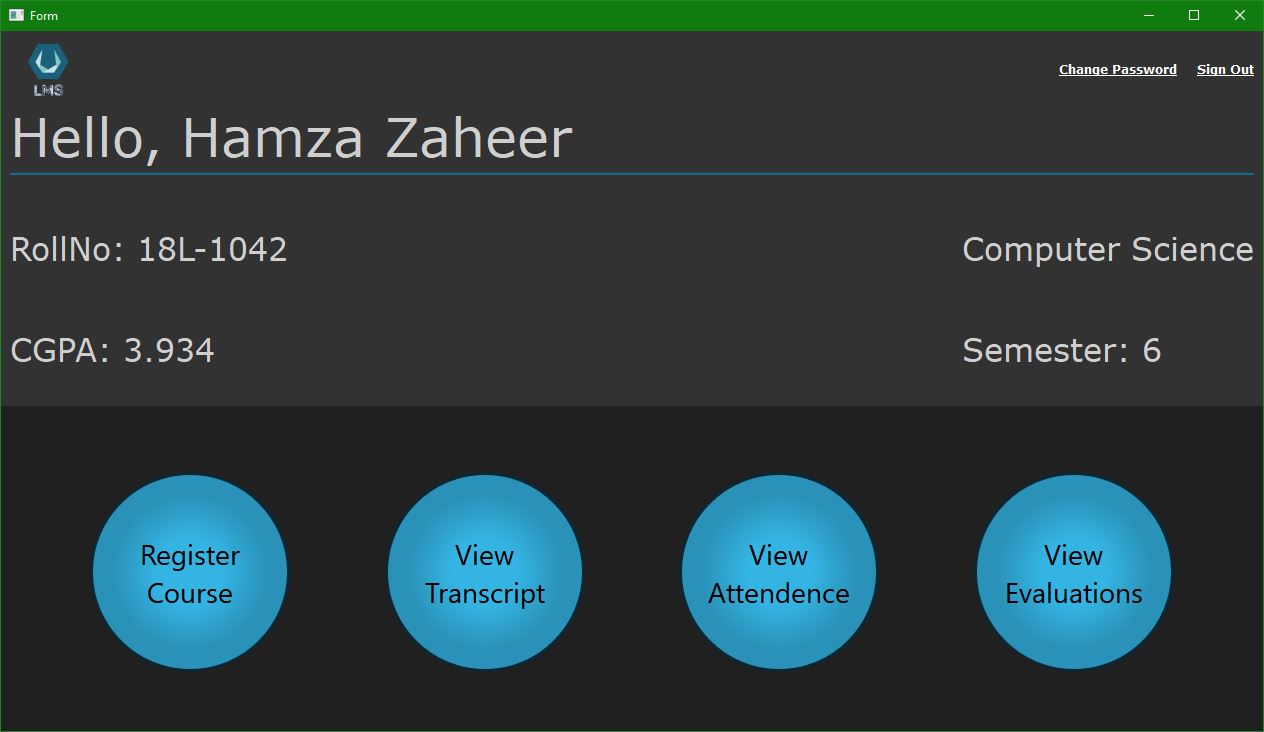 Form
LMS
Change Password Sign Out
Hello, Hamza Zaheer
RollNo: 18L-1042
Computer Science
CGPA: 3.934
Semester: 6
Register
Course
View
Transcript
View
Attendence
View
Evaluations